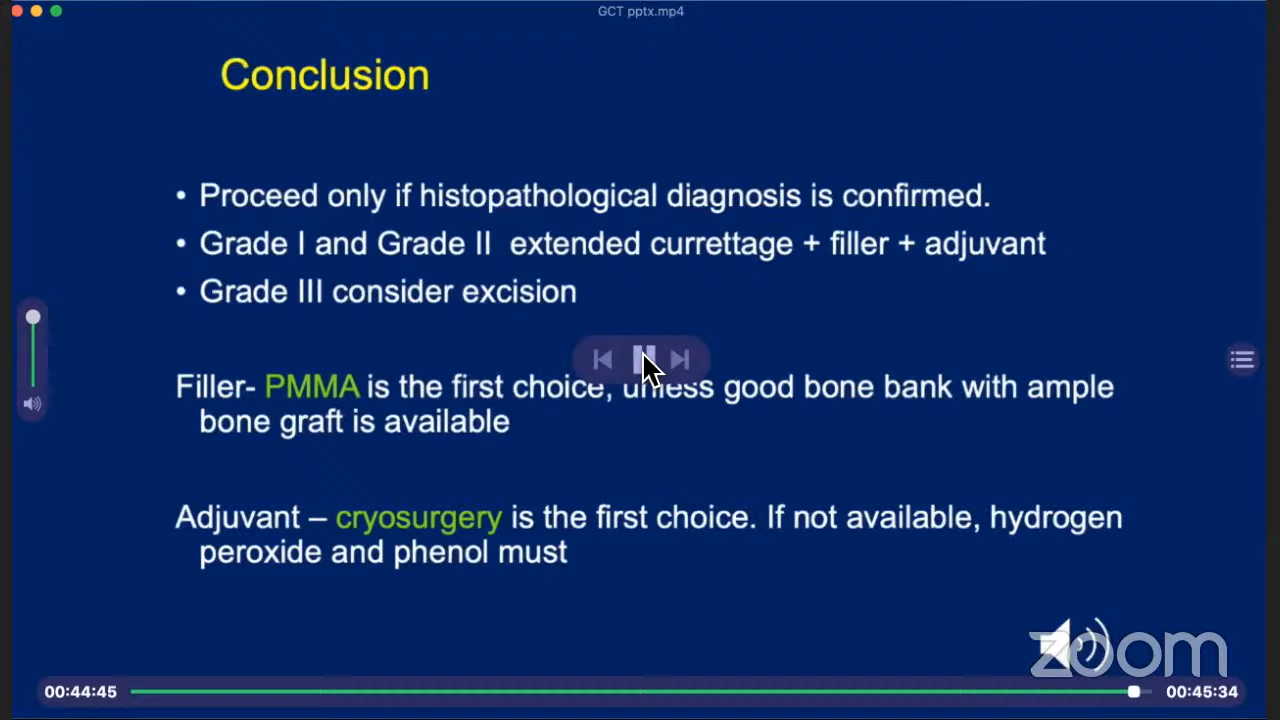 GCT pptx.mp4
Conclusion
• Proceed only if histopathological diagnosis is confirmed.
• Grade I and Grade II extended currettage + filler + adjuvant
• Grade III consider excision
Filler- PMMA is the first choice, unless good bone bank with ample
bone graft is available
Adjuvant – cryosurgery is the first choice. If not available, hydrogen
peroxide and phenol must
zoom
00:44:45
00:45:34